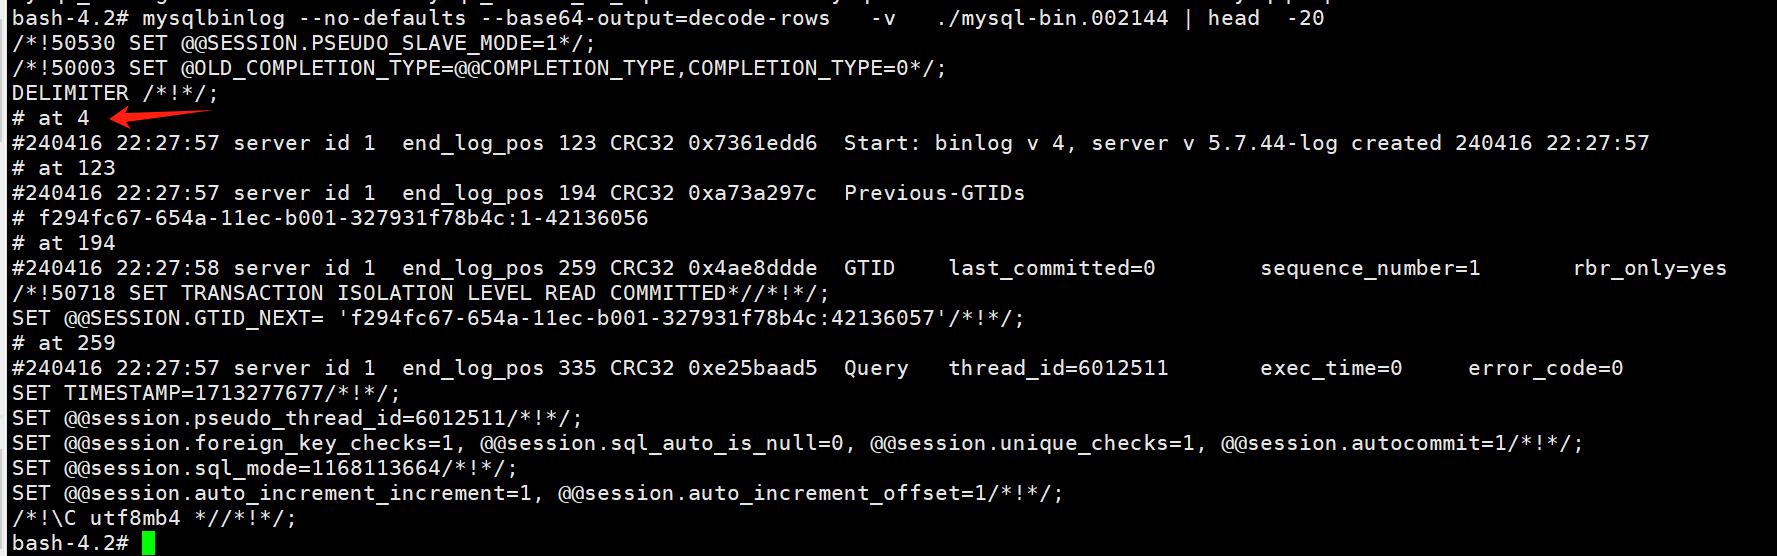 bash-4.2# mysqlbinlog --no-defaults --base64-output=decode-rows   -v   ./mysql-bin.002144 | head  -20
/*!50530 SET @@SESSION.PSEUDO_SLAVE_MODE=1*/;
/*!50003 SET @OLD_COMPLETION_TYPE=@@COMPLETION_TYPE,COMPLETION_TYPE=0*/;
DELIMITER /*!*/;
# at 4
#240416 22:27:57 server id 1  end_log_pos 123 CRC32 0x7361edd6  Start: binlog v 4, server v 5.7.44-log created 240416 22:27:57
# at 123
#240416 22:27:57 server id 1  end_log_pos 194 CRC32 0xa73a297c  Previous-GTIDs
# f294fc67-654a-11ec-b001-327931f78b4c:1-42136056
# at 194
#240416 22:27:58 server id 1  end_log_pos 259 CRC32 0x4ae8ddde  GTID    last_committed=0        sequence_number=1       rbr_only=yes
/*!50718 SET TRANSACTION ISOLATION LEVEL READ COMMITTED*//*!*/;
SET @@SESSION.GTID_NEXT= 'f294fc67-654a-11ec-b001-327931f78b4c:42136057'/*!*/;
# at 259
#240416 22:27:57 server id 1  end_log_pos 335 CRC32 0xe25baad5  Query   thread_id=6012511       exec_time=0     error_code=0
SET TIMESTAMP=1713277677/*!*/;
SET @@session.pseudo_thread_id=6012511/*!*/;
SET @@session.foreign_key_checks=1, @@session.sql_auto_is_null=0, @@session.unique_checks=1, @@session.autocommit=1/*!*/;
SET @@session.sql_mode=1168113664/*!*/;
SET @@session.auto_increment_increment=1, @@session.auto_increment_offset=1/*!*/;
/*!\C utf8mb4 *//*!*/;
bash-4.2#